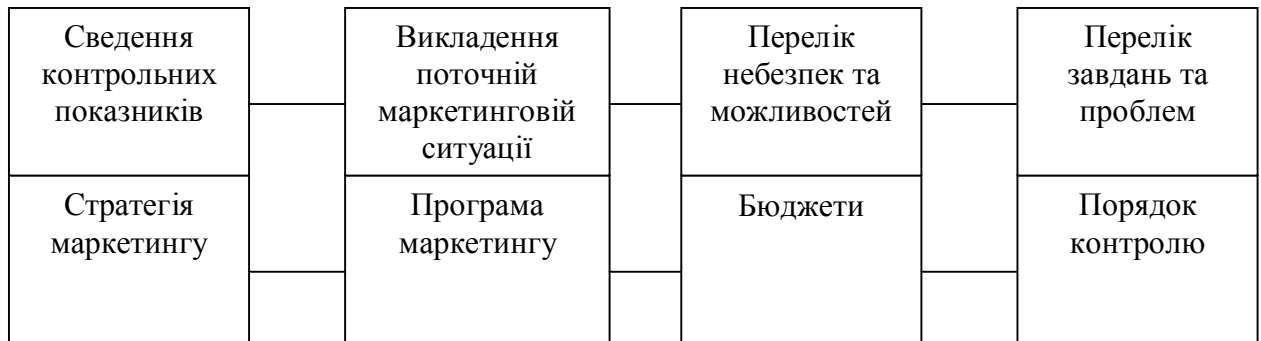 Сведення
контрольних
показників
Викладення
поточній
маркетинговій
ситуації
Перелік
небезпек та
можливостей
Перелік
завдань та
проблем
Стратегія
маркетингу
Програма
маркетингу
Бюджети
Порядок
контролю